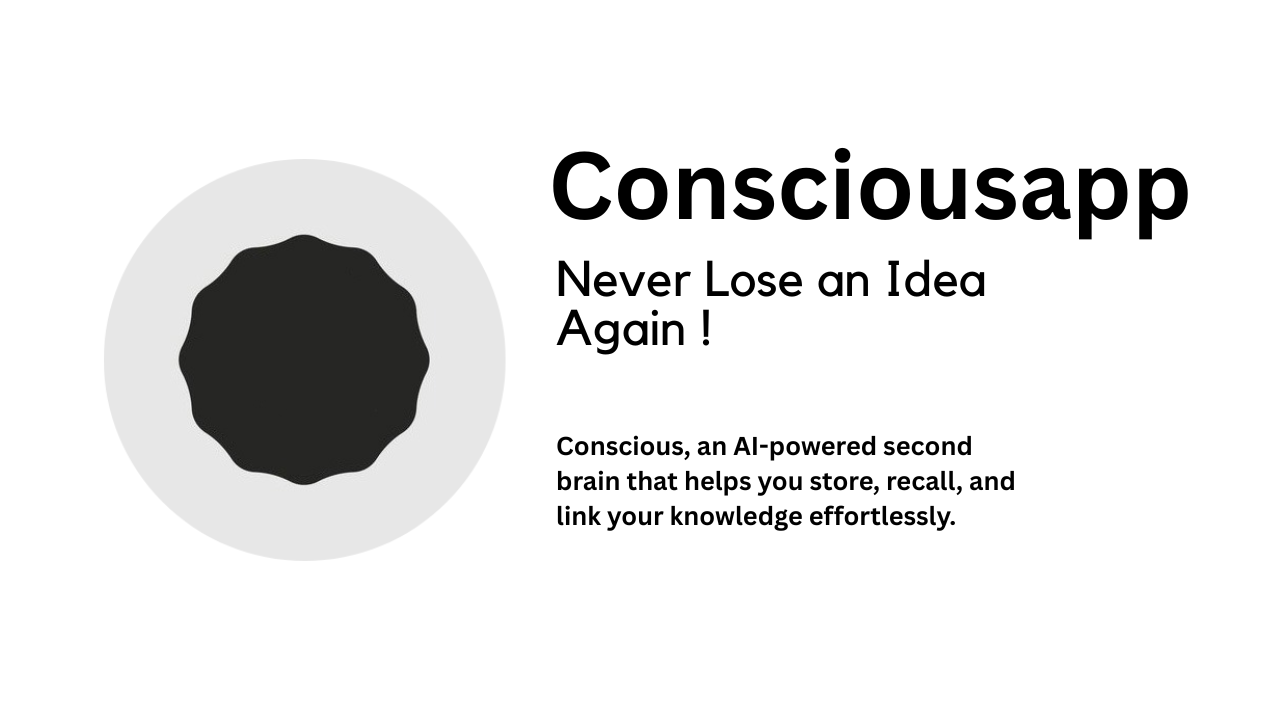 Consciousapp
Never Lose an Idea
Again !
Conscious, an AI-powered second
brain that helps you store, recall, and
link your knowledge effortlessly.